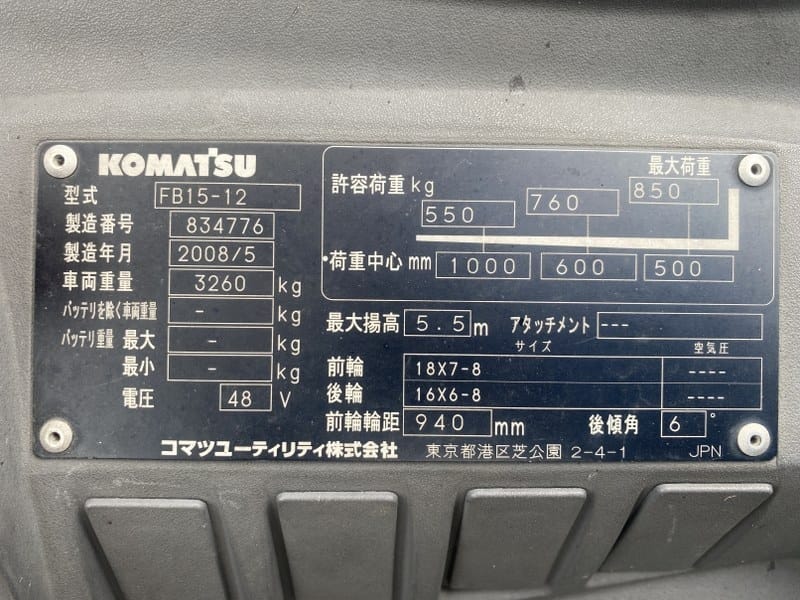 KOMATSU
型式 FB15-12
製造番号 834776
製造年月 2008/5
車両重量 3260 kg
バッテリを除く車両重量 - kg
バッテリ重量 最大 - kg
最小 - kg
電圧 48 V
最大荷重
許容荷重 kg 550 760 850
・荷重中心 mm 1000 600 500
最大揚高 5.5 m アタッチメント ---
サイズ 空気圧
前輪 18X7-8 ----
後輪 16X6-8 ----
前輪輪距 940 mm 後傾角 6°
コマツユーティリティ株式会社 東京都港区芝公園 2-4-1 JPN